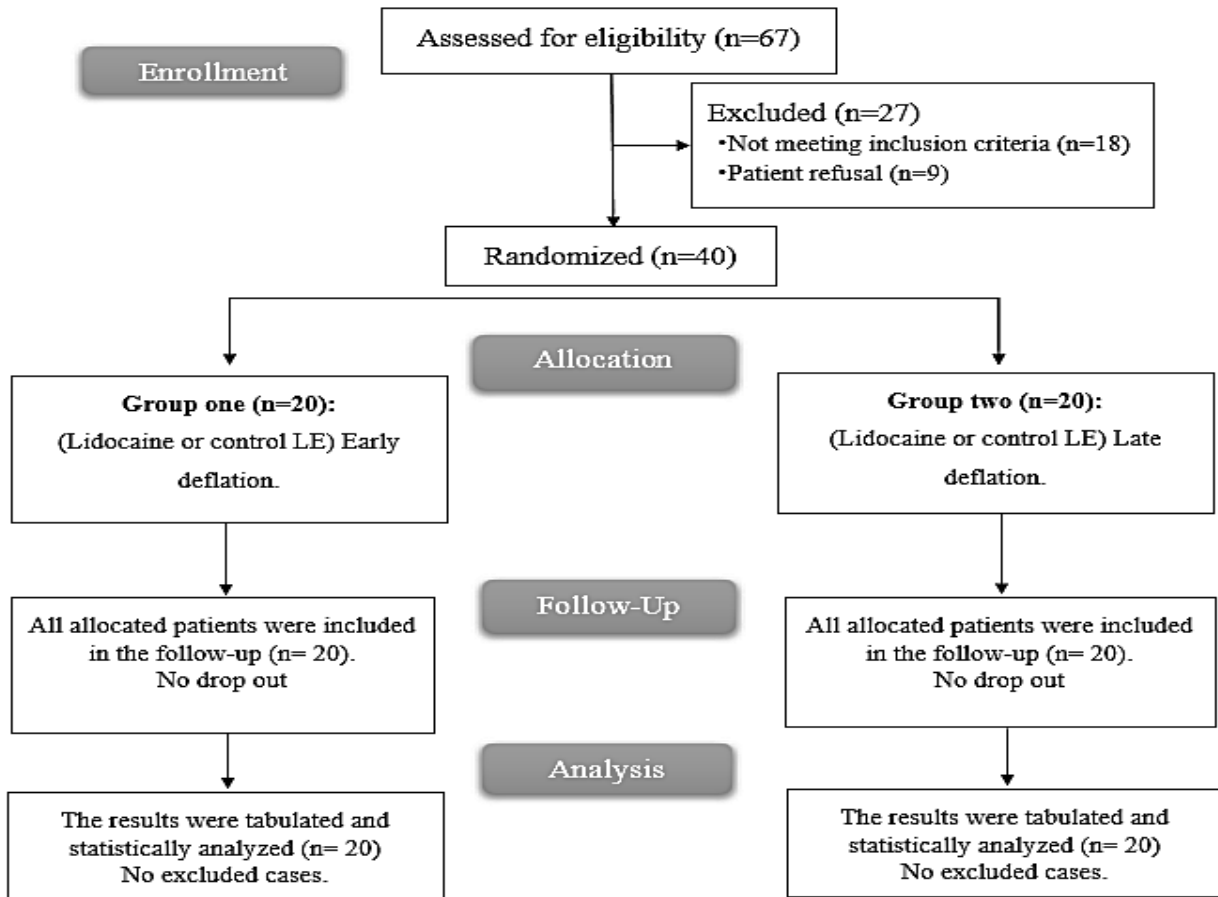 Assessed for eligibility (n=67)
Enrollment
Excluded (n=27)
•Not meeting inclusion criteria (n=18)
•Patient refusal (n=9)
Randomized (n=40)
Allocation
Group one (n=20):
(Lidocaine or control LE) Early
deflation.
Group two (n=20):
(Lidocaine or control LE) Late
deflation.
Follow-Up
All allocated patients were included
in the follow-up (n= 20).
No drop out
All allocated patients were included
in the follow-up (n= 20).
No drop out
Analysis
The results were tabulated and
statistically analyzed (n= 20)
No excluded cases.
The results were tabulated and
statistically analyzed (n= 20)
No excluded cases.